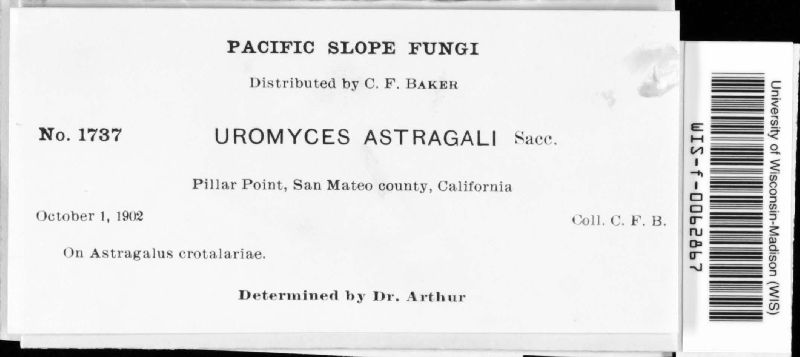 PACIFIC SLOPE FUNGI
Distributed by C. F. BAKER
No. 1737 UROMYCES ASTRAGALI Sacc.
Pillar Point, San Mateo county, California
October 1, 1902 Coll. C. F. B.
On Astragalus crotalariae.
Determined by Dr. Arthur
University of Wisconsin-Madison (WIS)
WIS-f-0062867